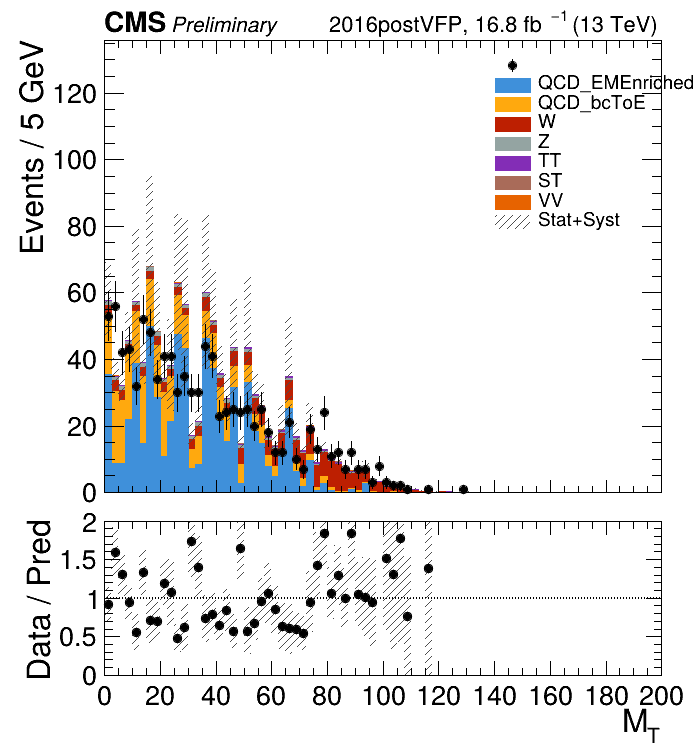 CMS Preliminary 2016postVFP, 16.8 fb⁻¹ (13 TeV)
Events / 5 GeV
120
100
80
60
40
20
0
QCD_EMEnriched
QCD_bcToE
W
Z
TT
ST
VV
Stat+Syst
Data / Pred
2
1.5
1
0.5
0
0 20 40 60 80 100 120 140 160 180 200
M_T